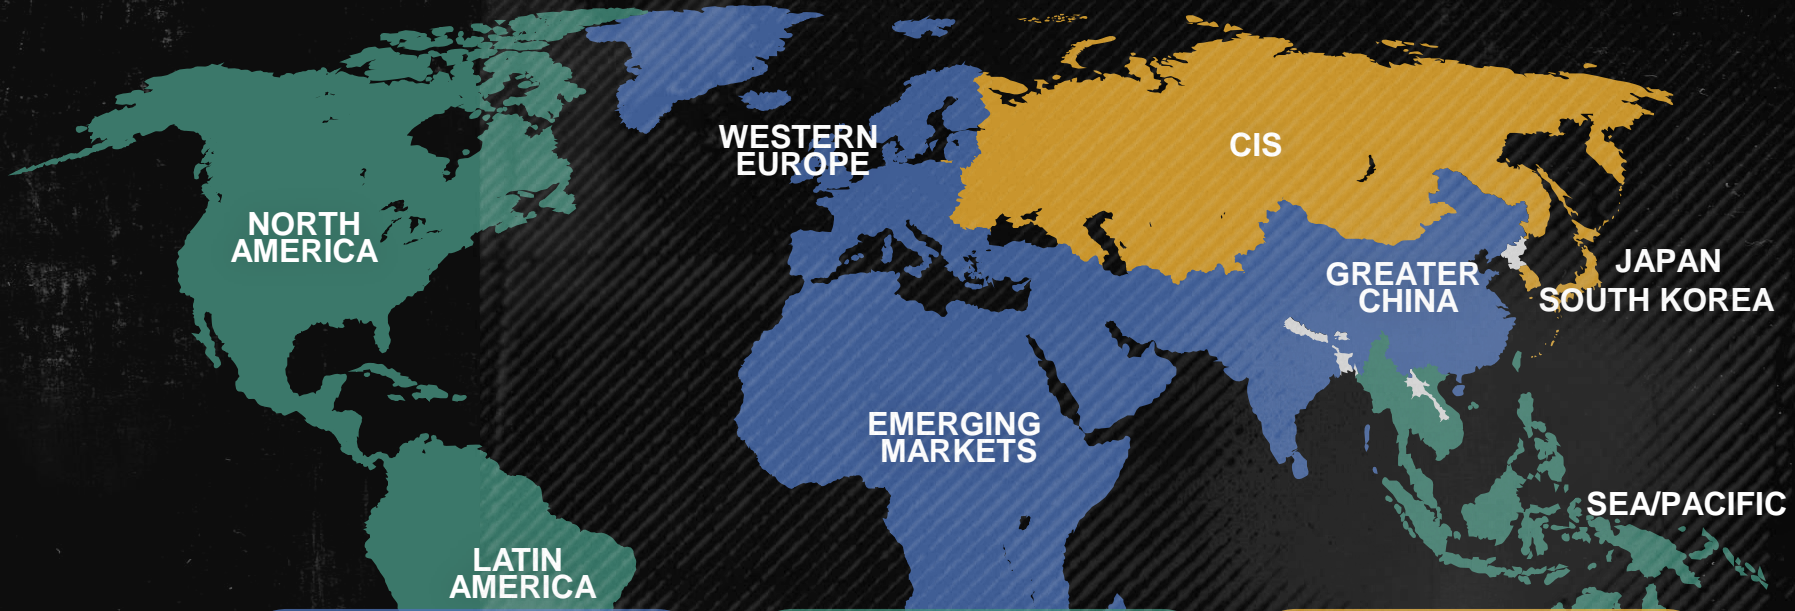 WESTERN
EUROPE
CIS
NORTH
AMERICA
JAPAN
SOUTH KOREA
GREATER
CHINA
EMERGING
MARKETS
SEA/PACIFIC
LATIN
AMERICA